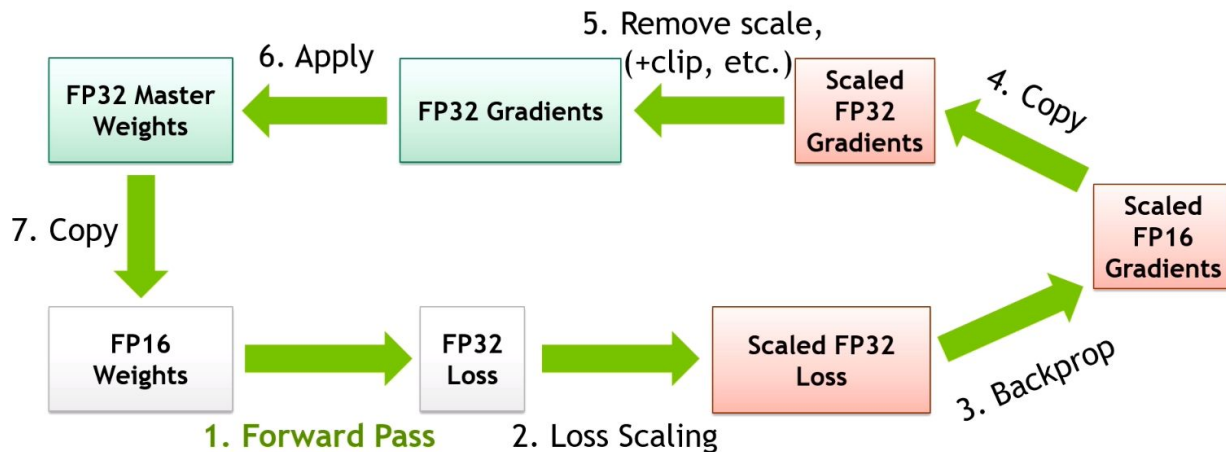 6. Apply
5. Remove scale,
(+clip, etc.)
4. Copy
FP32 Master
Weights
FP32 Gradients
Scaled
FP32
Gradients
Scaled
FP16
Gradients
7. Copy
FP16
Weights
FP32
Loss
Scaled FP32
Loss
3. Backprop
1. Forward Pass
2. Loss Scaling